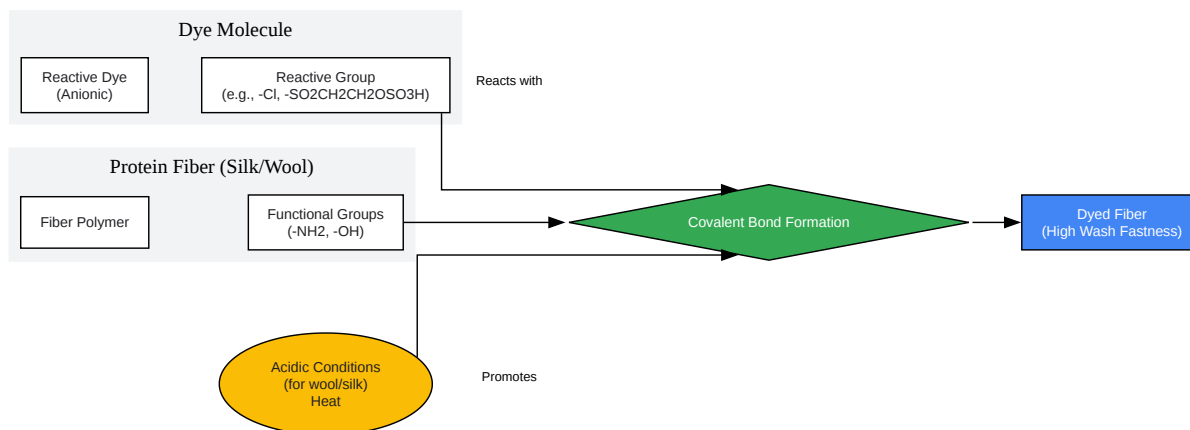 Dye Molecule
Reactive Dye
(Anionic)
Reactive Group
(e.g., -Cl, -SO2CH2CH2OSO3H)
Reacts with
Protein Fiber (Silk/Wool)
Fiber Polymer
Functional Groups
(-NH2, -OH)
Covalent Bond Formation
Dyed Fiber
(High Wash Fastness)
Acidic Conditions
(for wool/silk)
Heat
Promotes